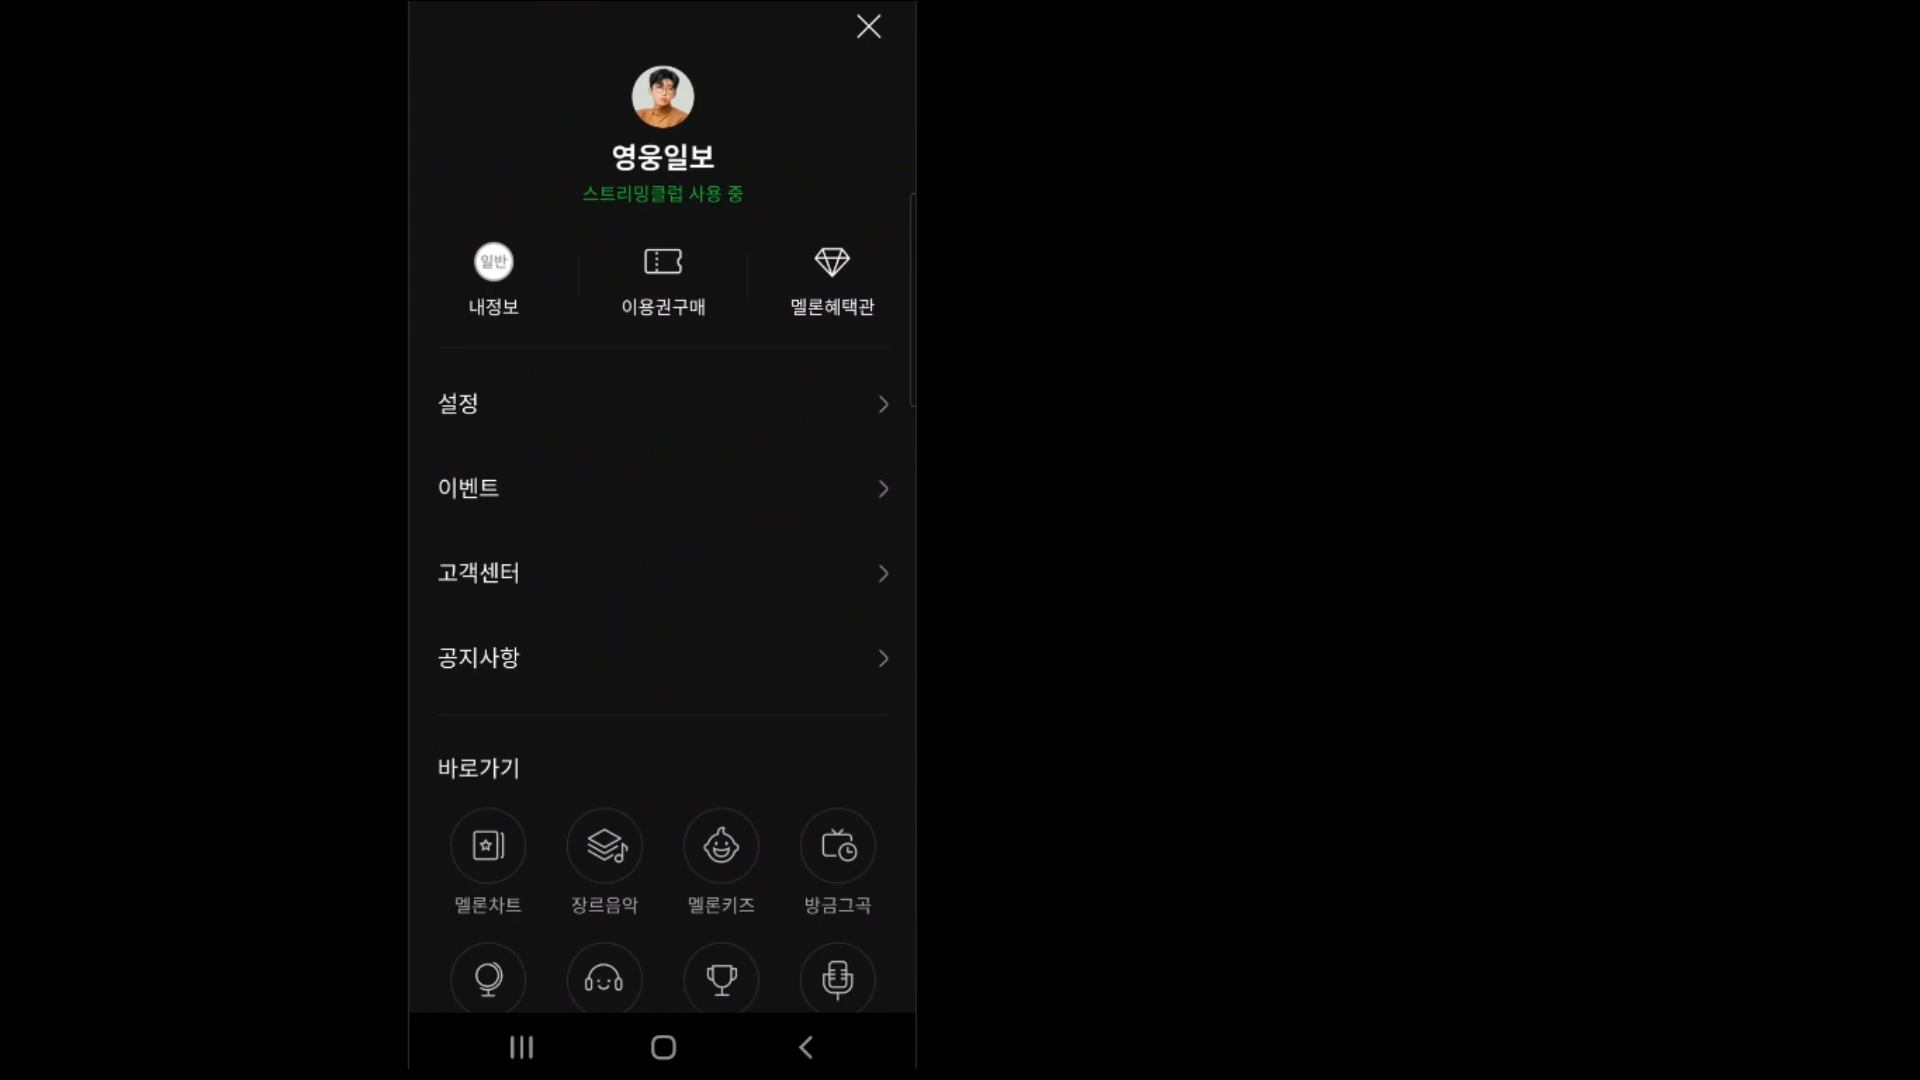 영웅일보
스트리밍클럽 사용 중
일반
내정보
이용권구매
멜론혜택관
설정
이벤트
고객센터
공지사항
바로가기
멜론차트
장르음악
멜론키즈
방금그곡